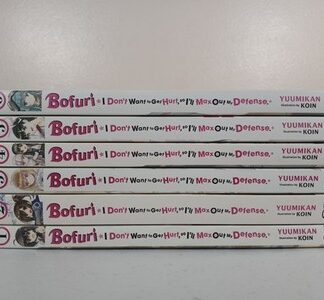 Bofuri * I Don't Want to Get Hurt, so I'll Max Out My Defense. * YUUMIKAN
Illustration by KOIN
Bofuri * I Don't Want to Get Hurt, so I'll Max Out My Defense. * YUUMIKAN
Illustration by KOIN
4 Bofuri * I Don't Want to Get Hurt, so I'll Max Out My Defense. * YUUMIKAN
Illustration by KOIN
Bofuri * I Don't Want to Get Hurt, so I'll Max Out My Defense. * YUUMIKAN
Illustration by KOIN
2 Bofuri * I Don't Want to Get Hurt, so I'll Max Out My Defense. * YUUMIKAN
Illustration by KOIN
1 Bofuri * I Don't Want to Get Hurt, so I'll Max Out My Defense. * YUUMIKAN
Illustration by KOIN